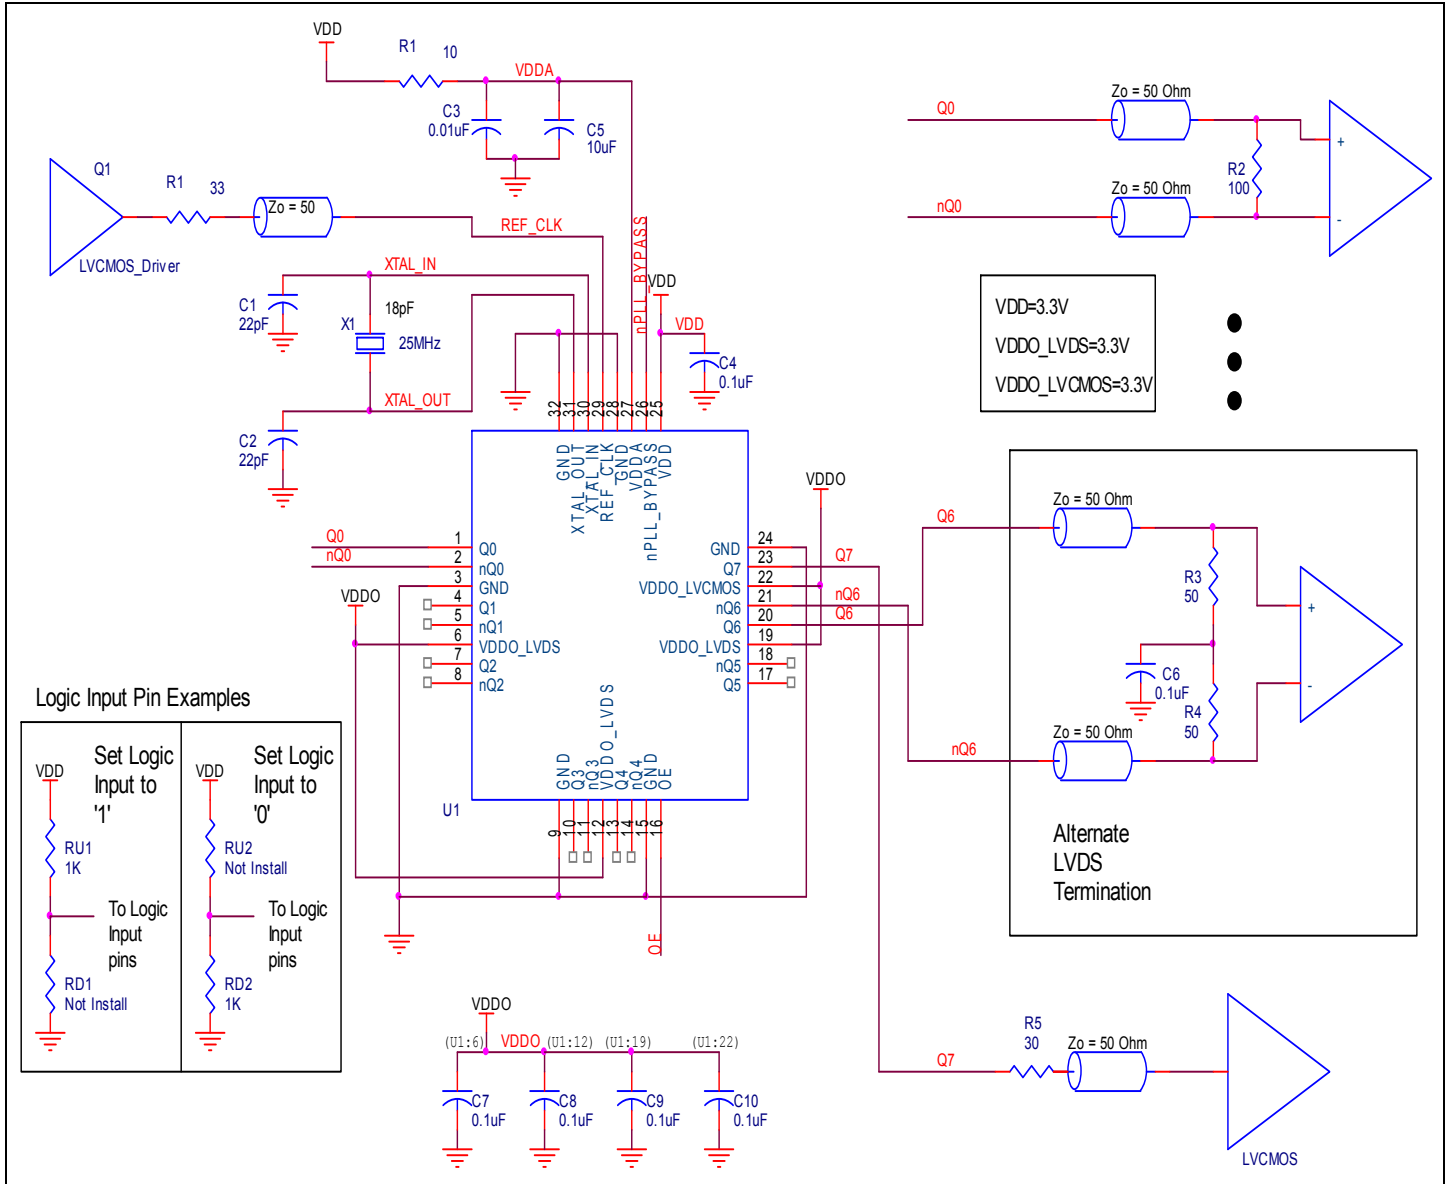 VDD
R1 10
VDDA
C3
0.01uF
C5
10uF
Q1
R1 33
Zo = 50
REF_CLK
LVCMOS_Driver
XTAL_IN
C1
22pF
18pF
X1
25MHz
XTAL_OUT
C2
22pF
nPLL_BYPASS
VDD
VDD
C4
0.1uF
Q0
Zo = 50 Ohm
R2
100
nQ0
Zo = 50 Ohm
+
-
VDD=3.3V
VDDO_LVDS=3.3V
VDDO_LVCMOS=3.3V
32 31 30 29 28 27 26 25
GND
XTAL_OUT
XTAL_IN
REF_CLK
GND
VDDA
nPLL_BYPASS
VDD
Q0
nQ0
VDDO
1 Q0
2 nQ0
3 GND
4 Q1
5 nQ1
6 VDDO_LVDS
7 Q2
8 nQ2
VDDO
GND 24
Q7 23
VDDO_LVCMOS 22
nQ6 21
Q6 20
VDDO_LVDS 19
nQ5 18
Q5 17
Q7
nQ6
Q6
GND
Q3
nQ3
VDDO_LVDS
Q4
nQ4
GND
OE
U1
9 10 11 12 13 14 15 16
OE
Q6
Zo = 50 Ohm
R3
50
C6
0.1uF
R4
50
nQ6
Zo = 50 Ohm
+
-
Alternate
LVDS
Termination
Logic Input Pin Examples
Set Logic
Input to
'1'
VDD
RU1
1K
To Logic
Input
pins
RD1
Not Install
Set Logic
Input to
'0'
VDD
RU2
Not Install
To Logic
Input
pins
RD2
1K
VDDO
(U1:6) VDDO (U1:12) (U1:19) (U1:22)
C7
0.1uF
C8
0.1uF
C9
0.1uF
C10
0.1uF
Q7
R5
30
Zo = 50 Ohm
LVCMOS